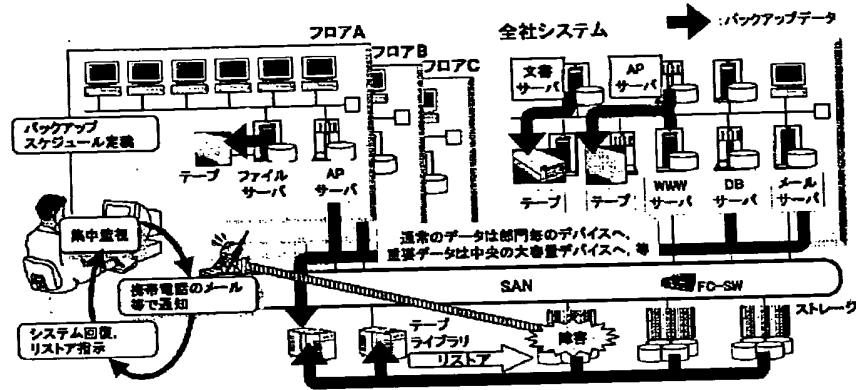 フロアA
フロアB
フロアC
全社システム
:バックアップデータ
文書
サーバ
AP
サーバ
バックアップ
スケジュール定義
テープ
ファイル
サーバ
AP
サーバ
テープ
テープ
WWW
サーバ
DB
サーバ
メール
サーバ
集中監視
通常のデータは部門毎のデバイスへ,
重要データは中央の大容量デバイスへ, 等
携帯電話のメール
等で通知
SAN
FC-SW
システム回復,
リストア指示
テープ
ライブラリ
リストア
障害
ストレージ